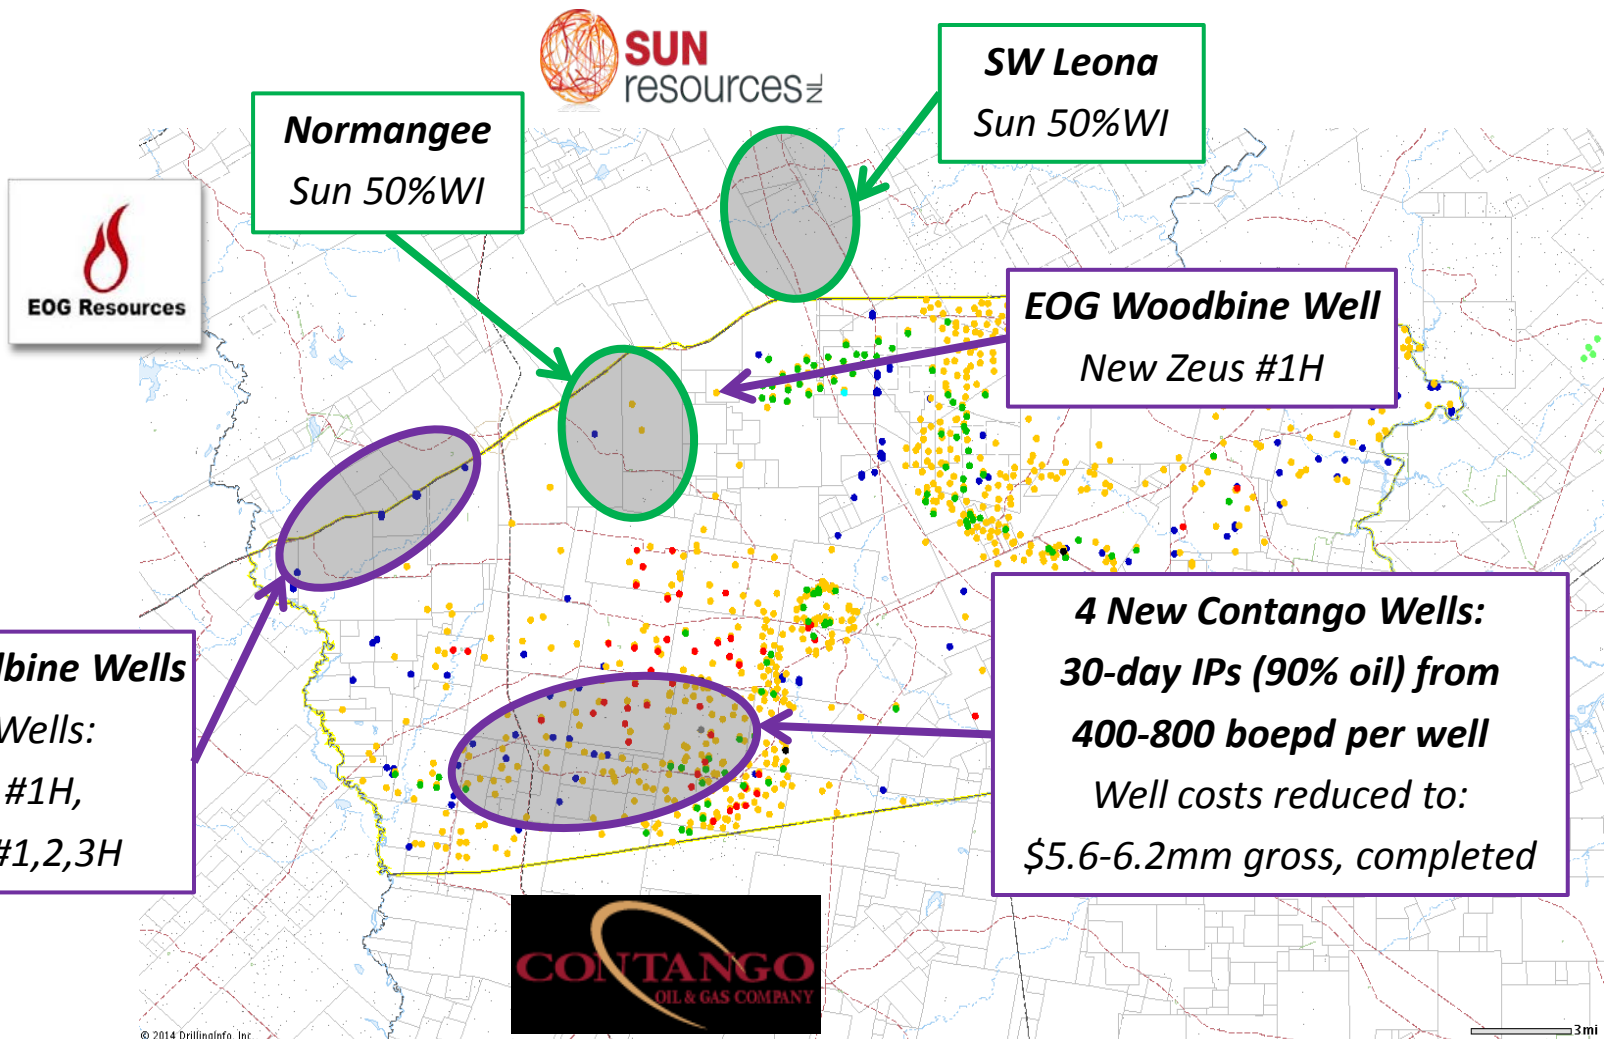 SUN
resources NL
SW Leona
Sun 50%WI
Normangee
Sun 50%WI
EOG Resources
EOG Woodbine Well
New Zeus #1H
Wells
Wells:
#1H,
#1,2,3H
4 New Contango Wells:
30-day IPs (90% oil) from
400-800 boepd per well
Well costs reduced to:
$5.6-6.2mm gross, completed
CONTANGO
OIL & GAS COMPANY
© 2014 DrillingInfo, Inc.
3mi